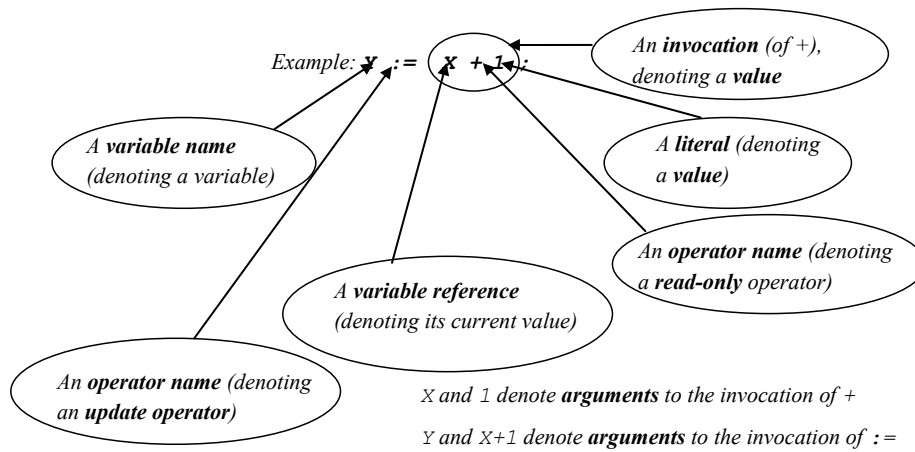 Example: Y := X + 1 ;
An invocation (of +),
denoting a value
A variable name
(denoting a variable)
A literal (denoting
a value)
An operator name (denoting
a read-only operator)
A variable reference
(denoting its current value)
An operator name (denoting
an update operator)
X and 1 denote arguments to the invocation of +
Y and X+1 denote arguments to the invocation of :=